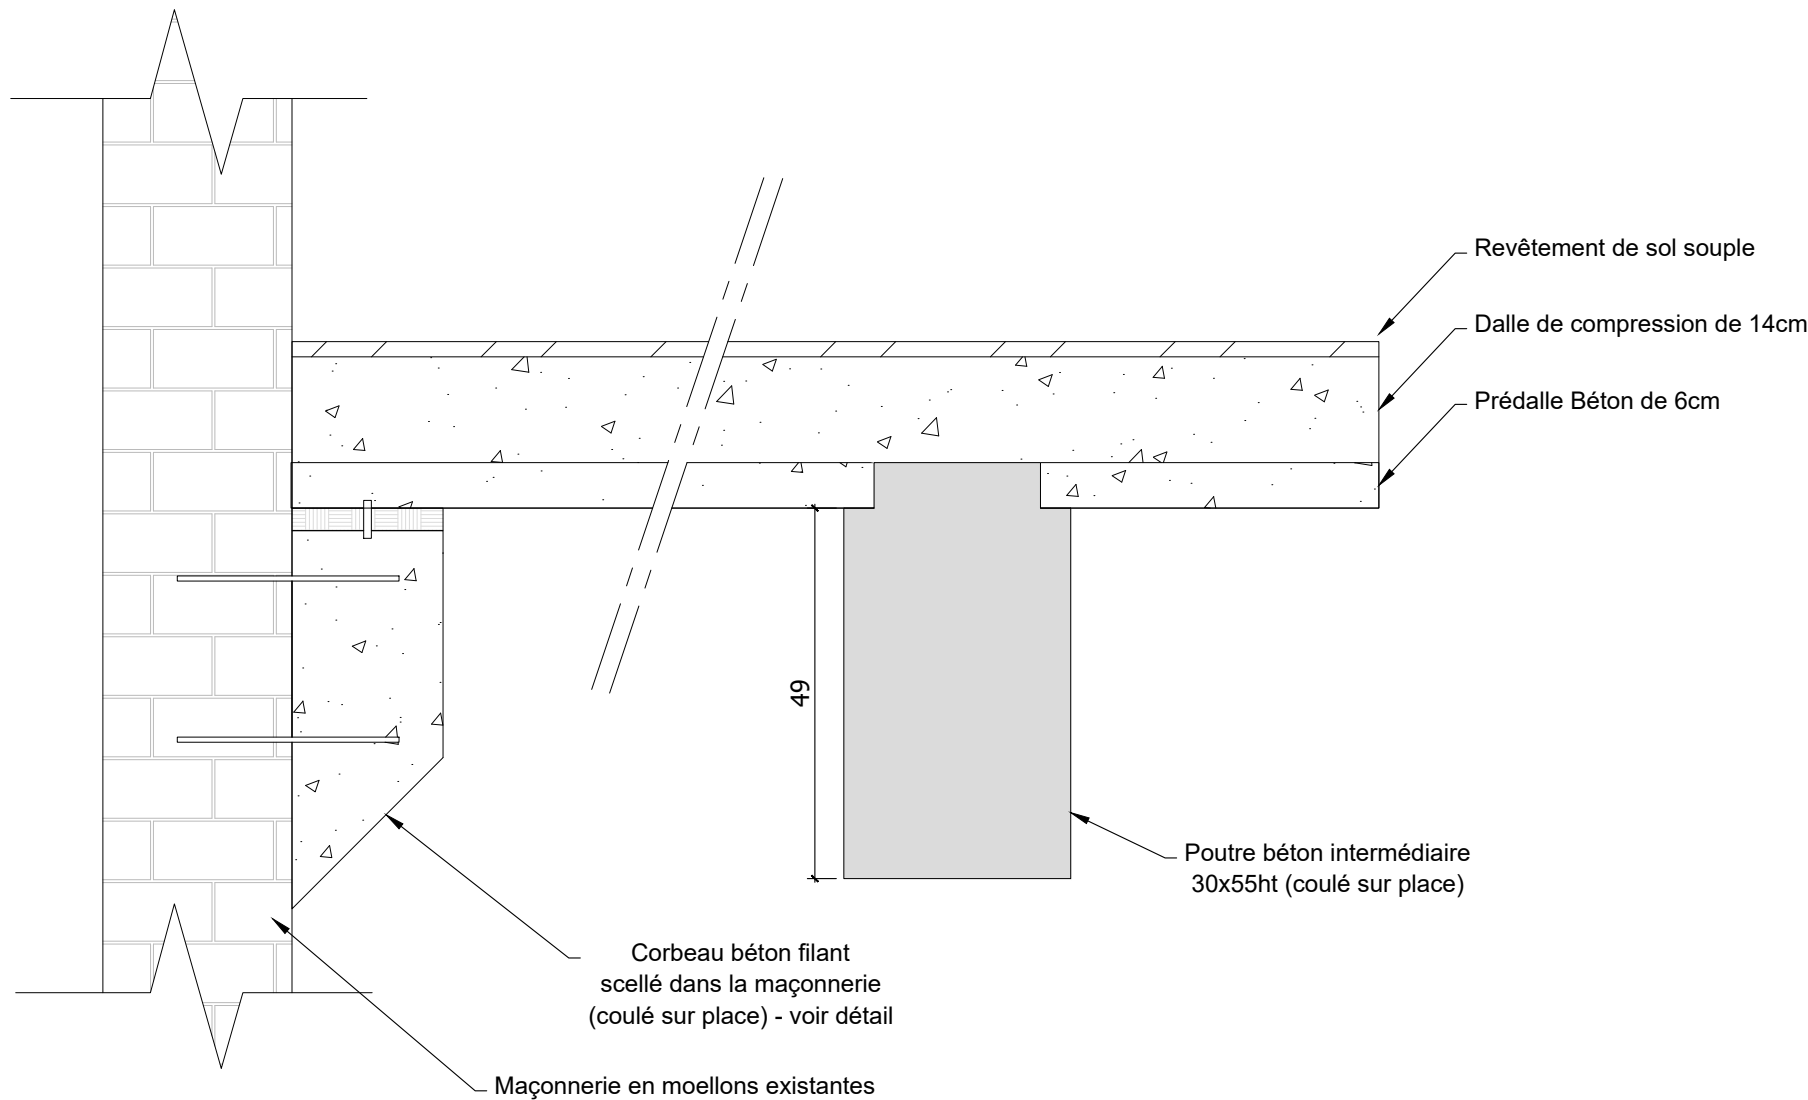 Revêtement de sol souple
Dalle de compression de 14cm
Prédalle Béton de 6cm
49
Poutre béton intermédiaire
30x55ht (coulé sur place)
Corbeau béton filant
scellé dans la maçonnerie
(coulé sur place) - voir détail
Maçonnerie en moellons existantes